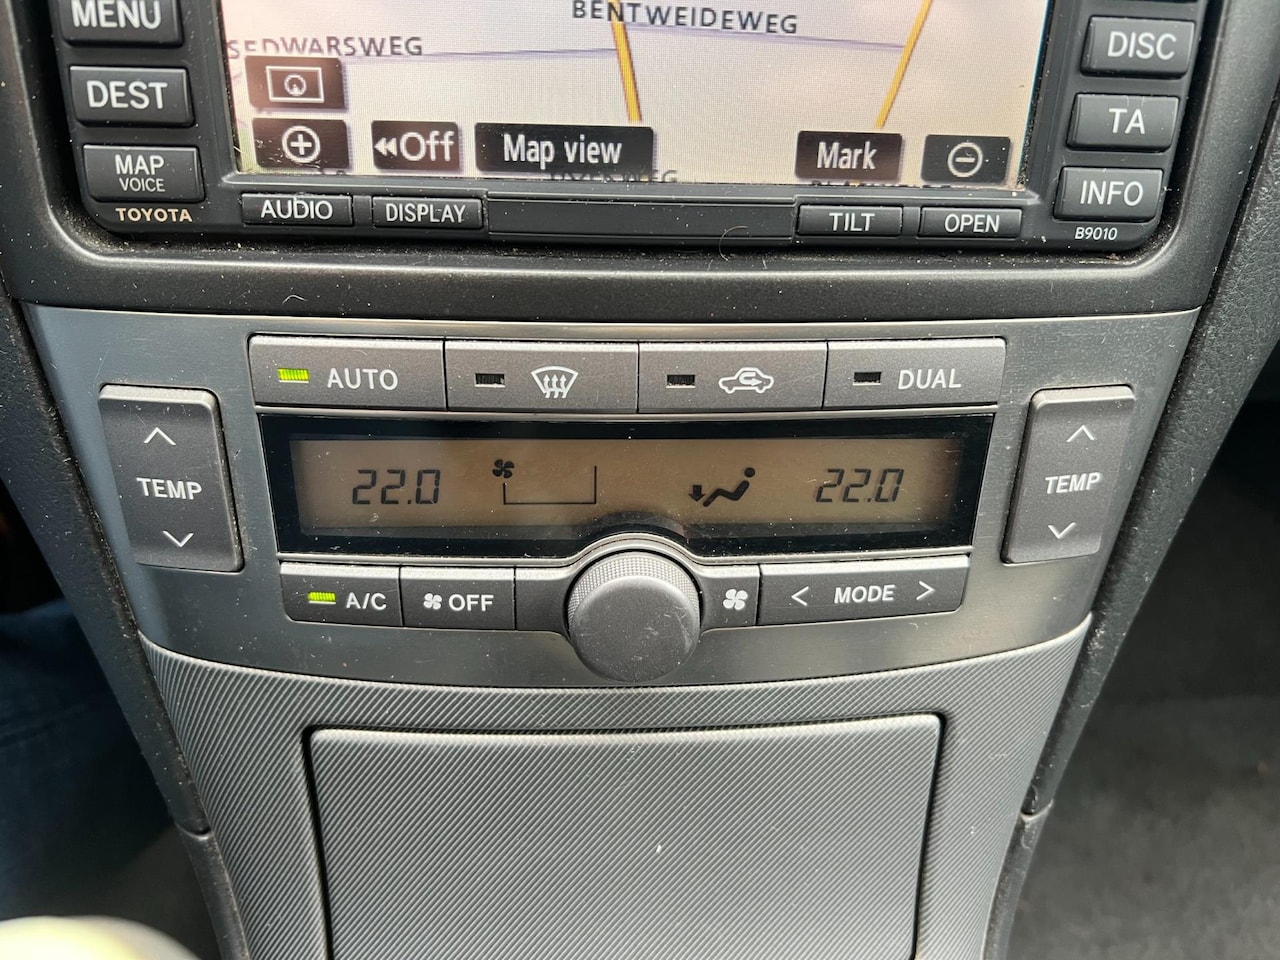 MENU
BENTWEIDEWEG
DISC
DEST
Off
Map view
Mark
TA
MAP
VOICE
INFO
TOYOTA
AUDIO
DISPLAY
TILT
OPEN
B9010
AUTO
DUAL
TEMP
22.0
22.0
TEMP
A/C
OFF
< MODE >